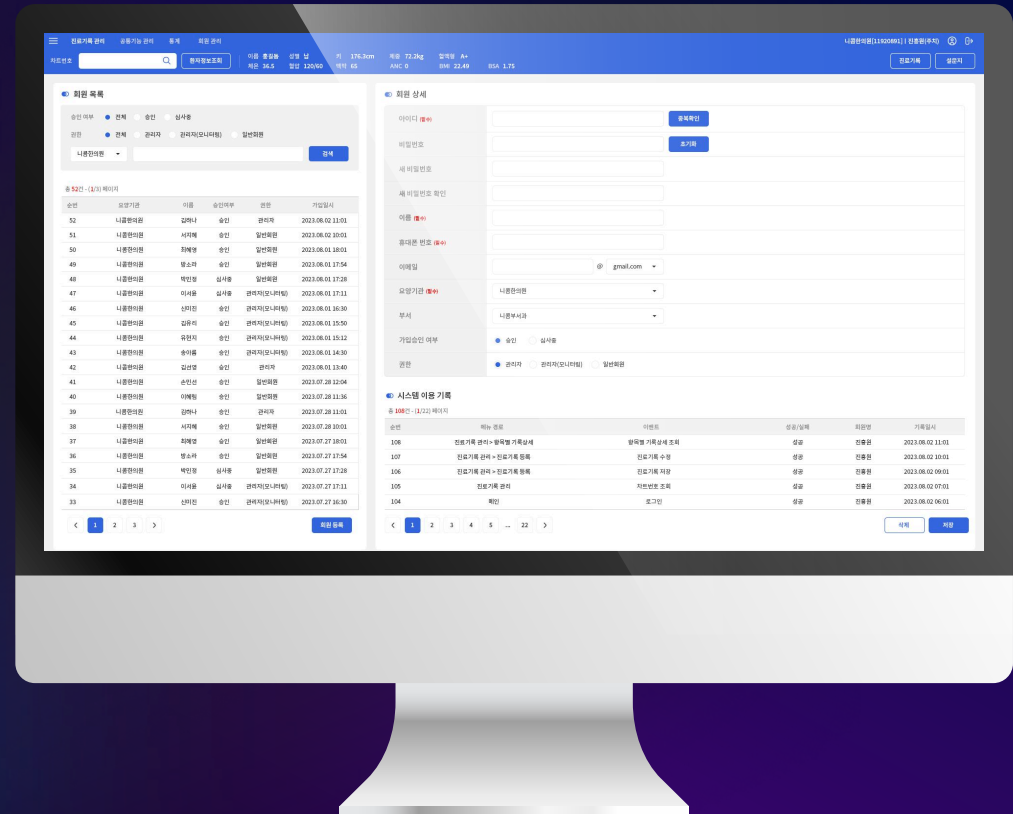 진료기록 관리 공통기능 관리 통계 회원 관리 니콤한의원[11920891] | 진홍원(주치)
차트번호 환자정보조회 이름 홍길동 성별 남 키 176.3cm 체중 72.2kg 혈액형 A+ 진료기록 설문지
체온 36.5 혈압 120/60 맥박 65 ANC 0 BMI 22.49 BSA 1.75
회원 목록
승인 여부 전체 승인 심사중
권한 전체 관리자 관리자(모니터링) 일반회원
니콤한의원 검색
총 52건 - (1/3) 페이지
순번 요양기관 이름 승인여부 권한 가입일시
52 니콤한의원 김하나 승인 관리자 2023.08.02 11:01
51 니콤한의원 서지혜 승인 일반회원 2023.08.02 10:01
50 니콤한의원 최혜영 승인 일반회원 2023.08.01 18:01
49 니콤한의원 방소라 승인 일반회원 2023.08.01 17:54
48 니콤한의원 박민정 심사중 일반회원 2023.08.01 17:28
47 니콤한의원 이서윤 심사중 관리자(모니터링) 2023.08.01 17:11
46 니콤한의원 신미진 승인 관리자(모니터링) 2023.08.01 16:30
45 니콤한의원 김유리 승인 관리자(모니터링) 2023.08.01 15:50
44 니콤한의원 유현지 승인 관리자(모니터링) 2023.08.01 15:12
43 니콤한의원 송아름 승인 관리자(모니터링) 2023.08.01 14:30
42 니콤한의원 김선영 승인 관리자 2023.08.01 13:40
41 니콤한의원 손민선 승인 일반회원 2023.07.28 12:04
40 니콤한의원 이혜림 승인 일반회원 2023.07.28 11:36
39 니콤한의원 김하나 승인 관리자 2023.07.28 11:01
38 니콤한의원 서지혜 승인 일반회원 2023.07.28 10:01
37 니콤한의원 최혜영 승인 일반회원 2023.07.27 18:01
36 니콤한의원 방소라 승인 일반회원 2023.07.27 17:54
35 니콤한의원 박민정 심사중 일반회원 2023.07.27 17:28
34 니콤한의원 이서윤 심사중 관리자(모니터링) 2023.07.27 17:11
33 니콤한의원 신미진 승인 관리자(모니터링) 2023.07.27 16:30
1 2 3 회원 등록
회원 상세
아이디 (필수) 중복확인
비밀번호 초기화
새 비밀번호
새 비밀번호 확인
이름 (필수)
휴대폰 번호 (필수)
이메일 @ gmail.com
요양기관 (필수) 니콤한의원
부서 니콤부서과
가입승인 여부 승인 심사중
권한 관리자 관리자(모니터링) 일반회원
시스템 이용 기록
총 108건 - (1/22) 페이지
순번 메뉴 경로 이벤트 성공/실패 회원명 기록일시
108 진료기록 관리 > 항목별 기록상세 항목별 기록상세 조회 성공 진홍원 2023.08.02 11:01
107 진료기록 관리 > 진료기록 등록 진료기록 수정 성공 진홍원 2023.08.02 10:01
106 진료기록 관리 > 진료기록 등록 진료기록 저장 성공 진홍원 2023.08.02 09:01
105 진료기록 관리 차트번호 조회 성공 진홍원 2023.08.02 07:01
104 메인 로그인 성공 진홍원 2023.08.02 06:01
1 2 3 4 5 ... 22 삭제 저장